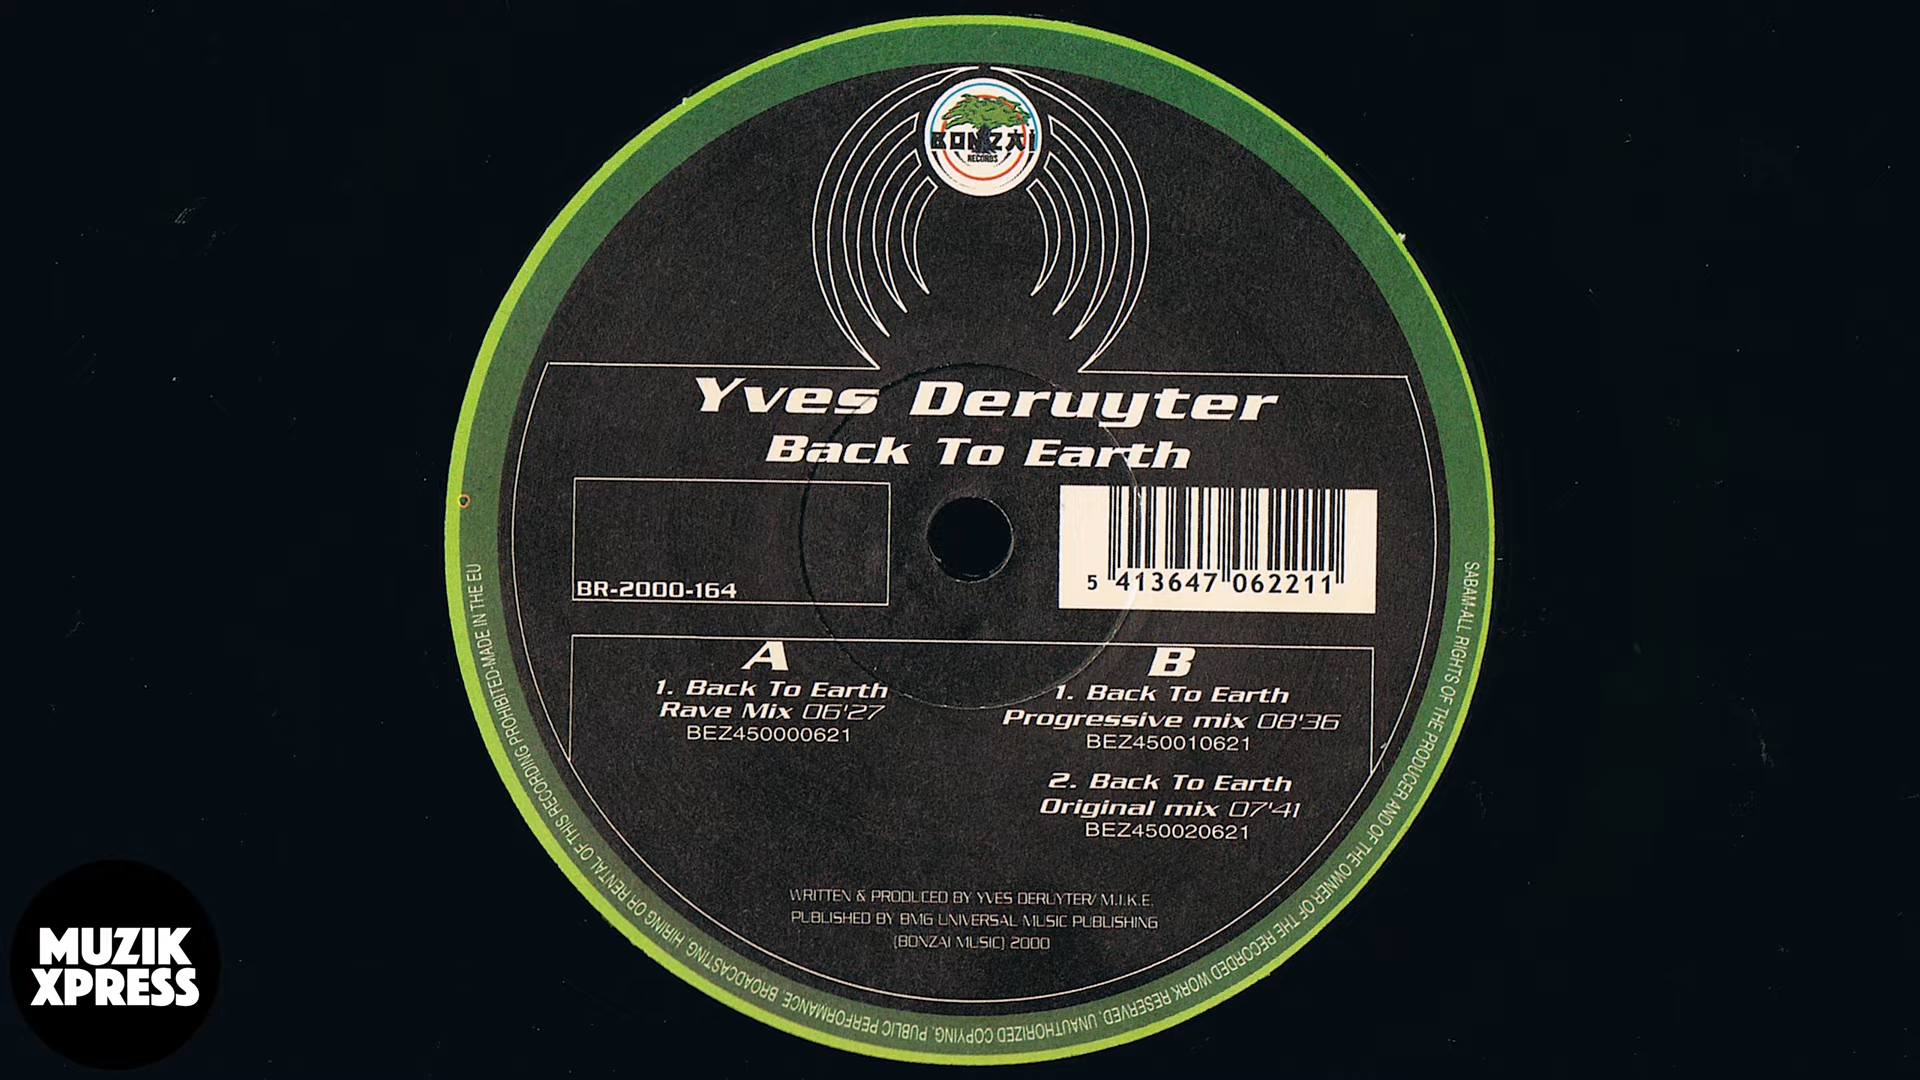 BONZAI
RECORDS
Yves Deruyter
Back To Earth
BR-2000-164
5 413647 062211
A
1. Back To Earth
Rave Mix 06'27
BEZ450000621
B
1. Back To Earth
Progressive mix 08'36
BEZ450010621
2. Back To Earth
Original mix 07'41
BEZ450020621
WRITTEN & PRODUCED BY YVES DERUYTER/ M.I.K.E.
PUBLISHED BY BMG UNIVERSAL MUSIC PUBLISHING
(BONZAI MUSIC) 2000
SABAM-ALL RIGHTS OF THE PRODUCER AND OF THE OWNER OF THE RECORDED WORK RESERVED. UNAUTHORIZED COPYING, PUBLIC PERFORMANCE, BROADCASTING, HIRING OR RENTAL OF THIS RECORDING PROHIBITED-MADE IN THE EU
MUZIK
XPRESS